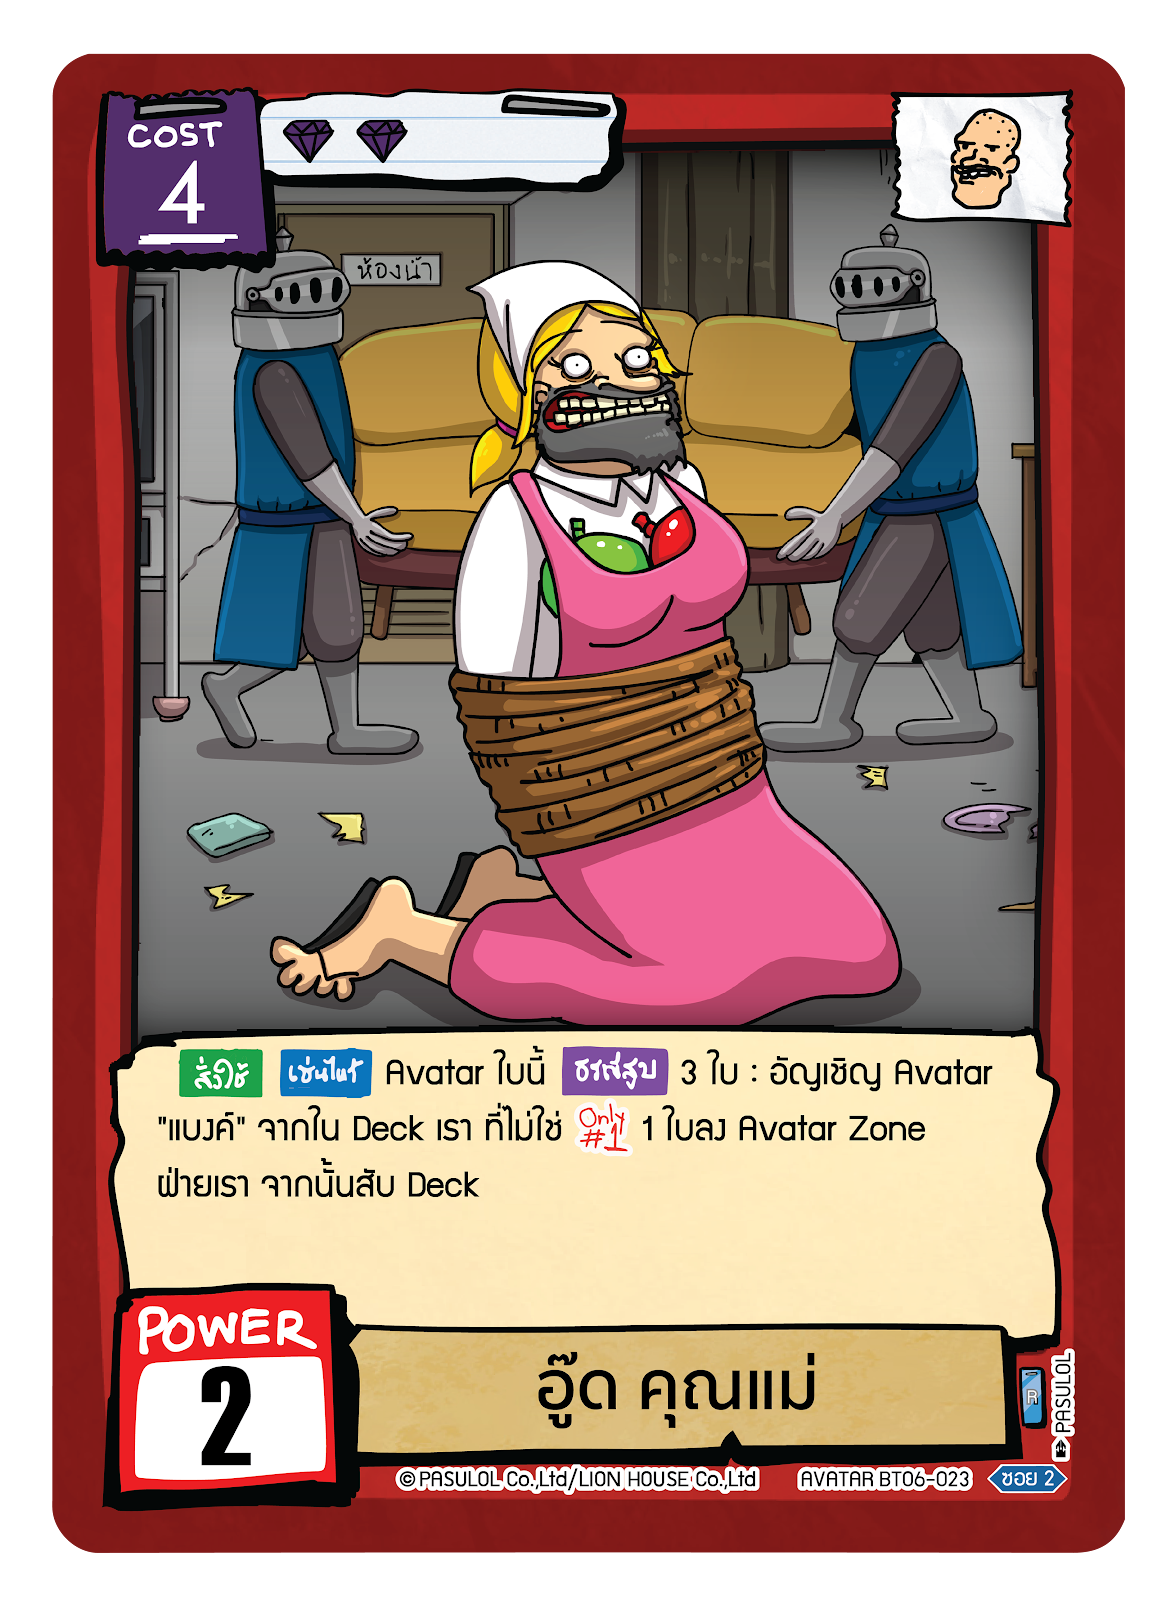 COST
4
ห้องน้ำ
สั่งใช้ เซ่นไหว้ Avatar ใบนี้ ธรณีสูบ 3 ใบ : อัญเชิญ Avatar
"แบงค์" จากใน Deck เรา ที่ไม่ใช่ Only #1 1 ใบลง Avatar Zone
ฝ่ายเรา จากนั้นสับ Deck
POWER
2
อู๊ด คุณแม่
R
PASULOL
© PASULOL Co.,Ltd/LION HOUSE Co.,Ltd AVATAR BT06-023 ซอย 2